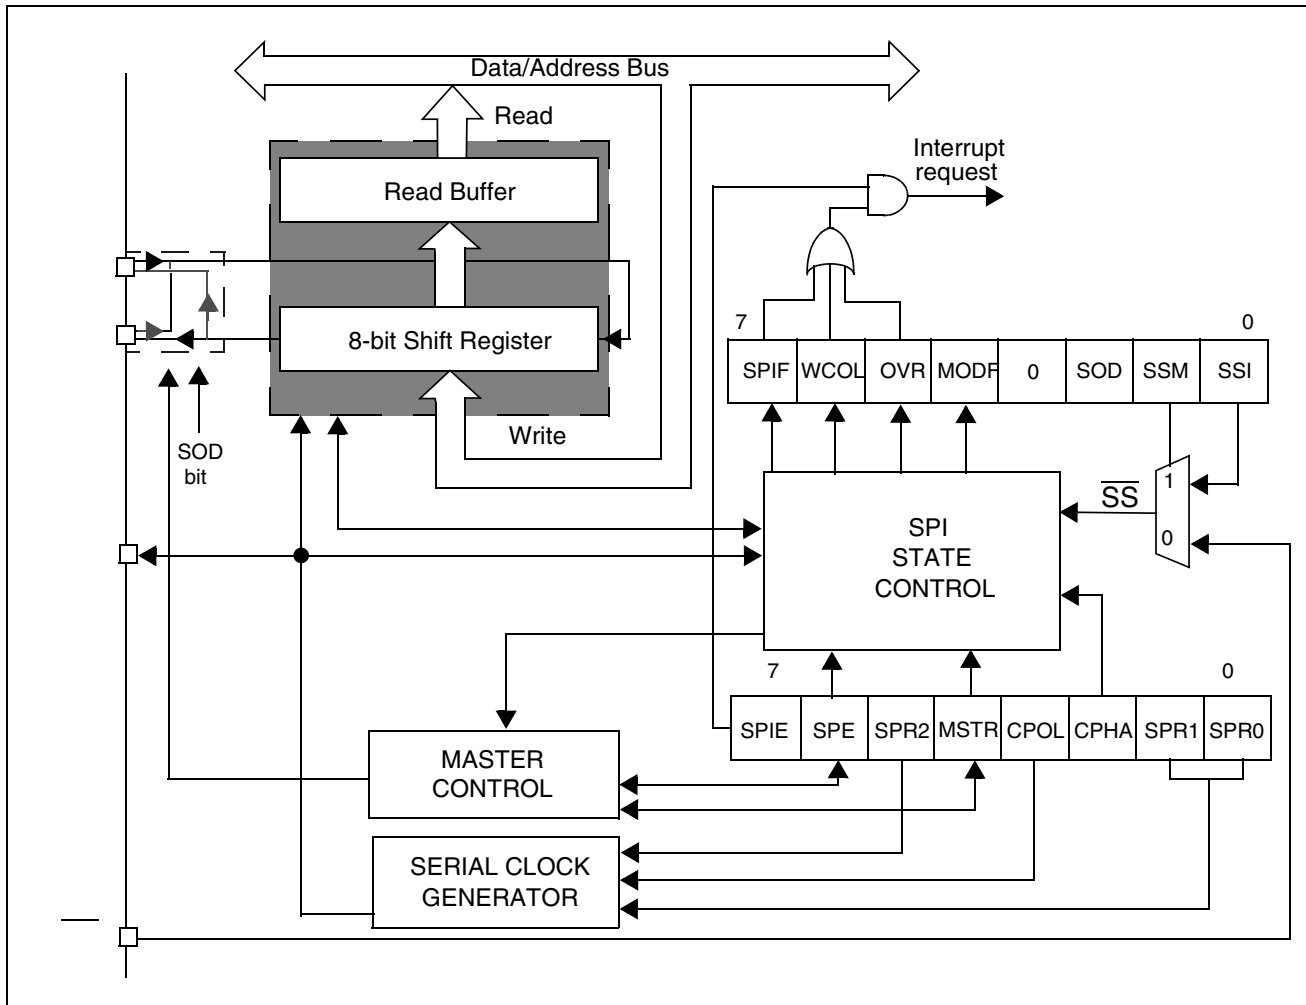 Data/Address Bus
Read
Read Buffer
Interrupt
request
8-bit Shift Register
7
0
SPIF WCOL OVR MODF 0 SOD SSM SSI
SOD
bit
Write
1
SS
0
SPI
STATE
CONTROL
7
0
SPIE SPE SPR2 MSTR CPOL CPHA SPR1 SPR0
MASTER
CONTROL
SERIAL CLOCK
GENERATOR